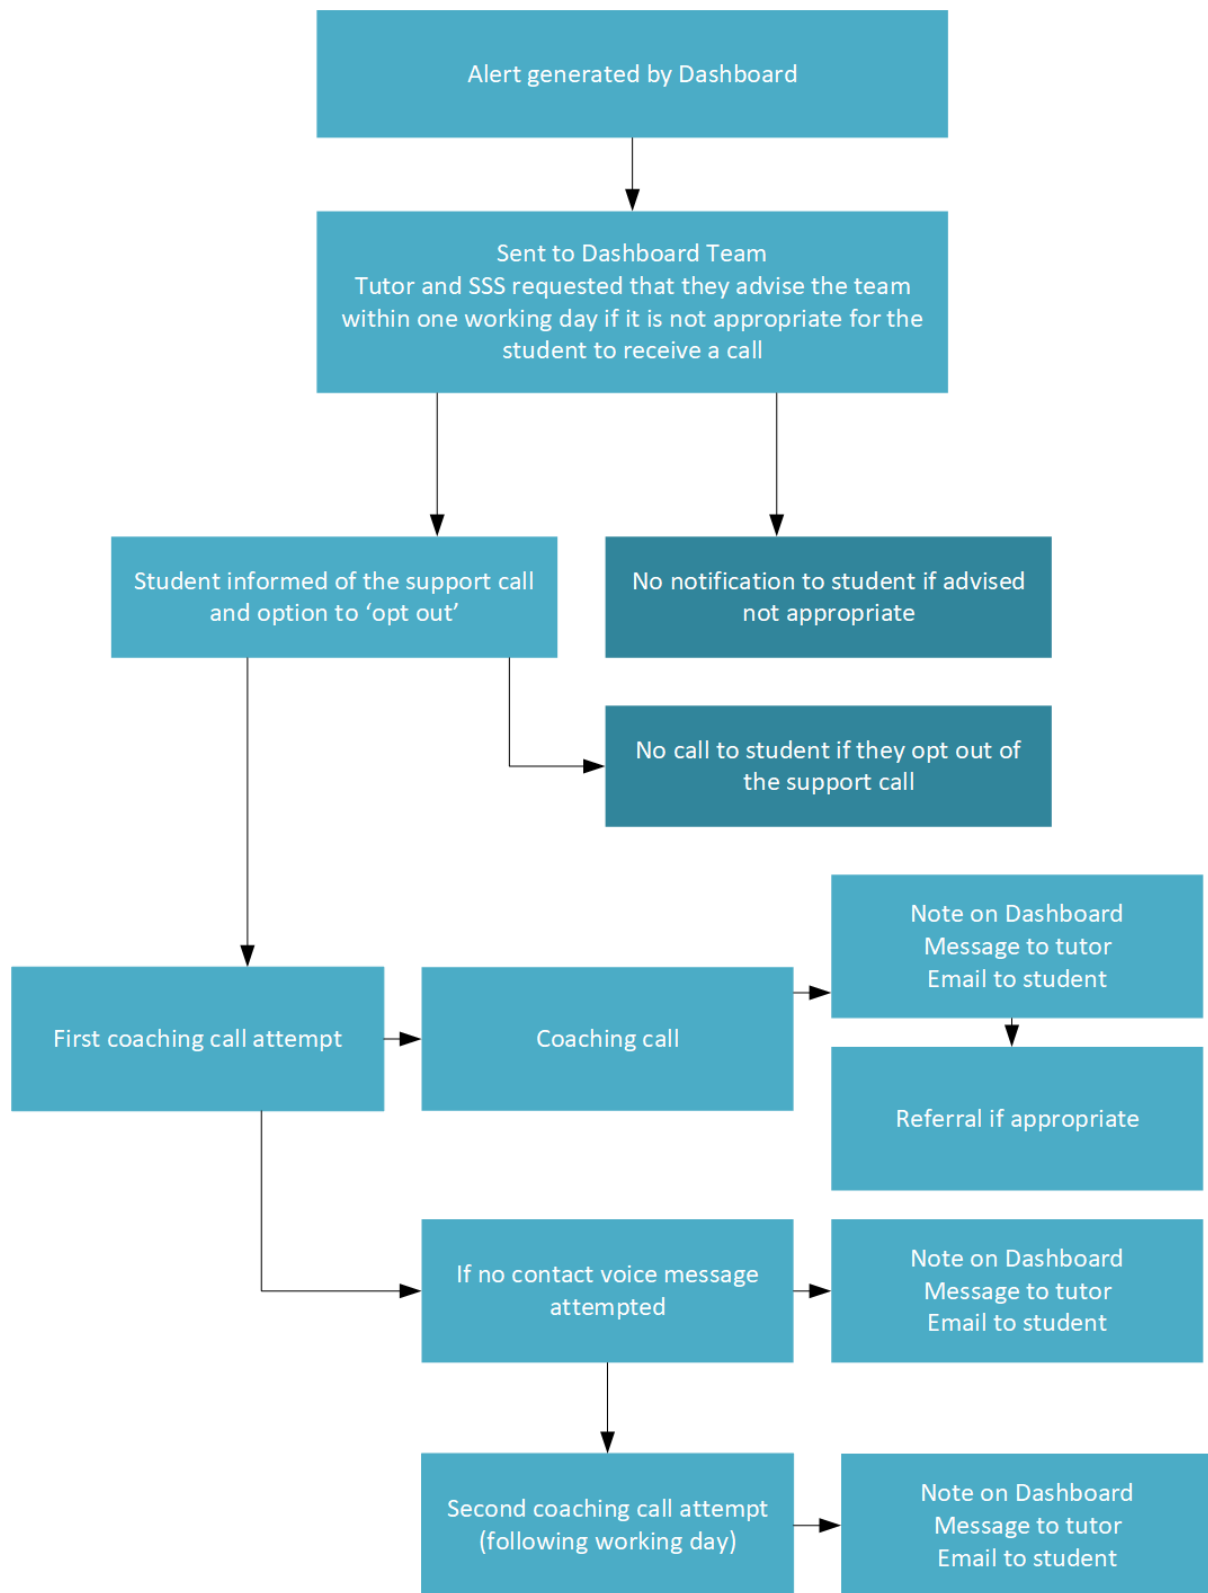 Alert generated by Dashboard
Sent to Dashboard Team
Tutor and SSS requested that they advise the team
within one working day if it is not appropriate for the
student to receive a call
Student informed of the support call
and option to ‘opt out’
No notification to student if advised
not appropriate
No call to student if they opt out of
the support call
First coaching call attempt
Coaching call
Note on Dashboard
Message to tutor
Email to student
Referral if appropriate
If no contact voice message
attempted
Note on Dashboard
Message to tutor
Email to student
Second coaching call attempt
(following working day)
Note on Dashboard
Message to tutor
Email to student